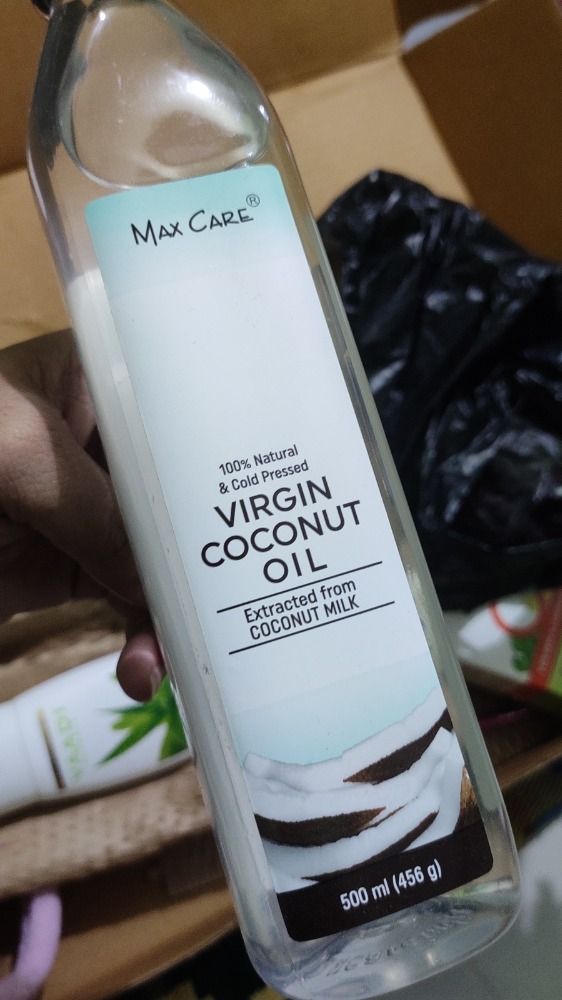 MAX CARE®
100% Natural
& Cold Pressed
VIRGIN
COCONUT
OIL
Extracted from
COCONUT MILK
500 ml (456 g)